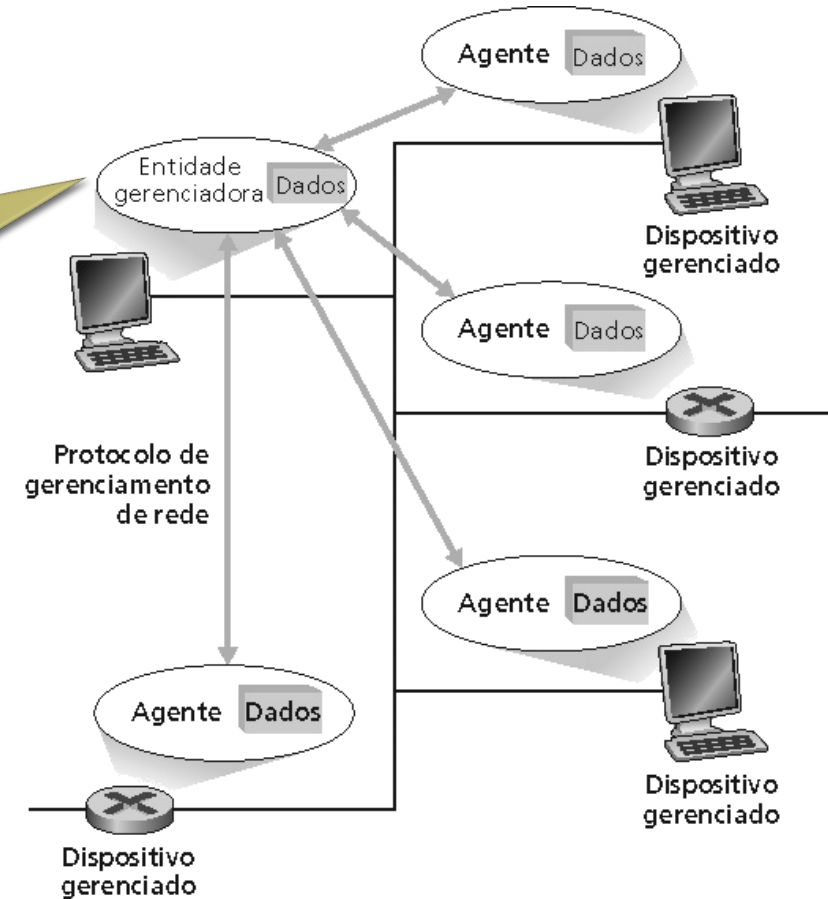 Agente Dados
Entidade
gerenciadora Dados
Dispositivo
gerenciado
Agente Dados
Dispositivo
gerenciado
Protocolo de
gerenciamento
de rede
Agente Dados
Dispositivo
gerenciado
Agente Dados
Dispositivo
gerenciado